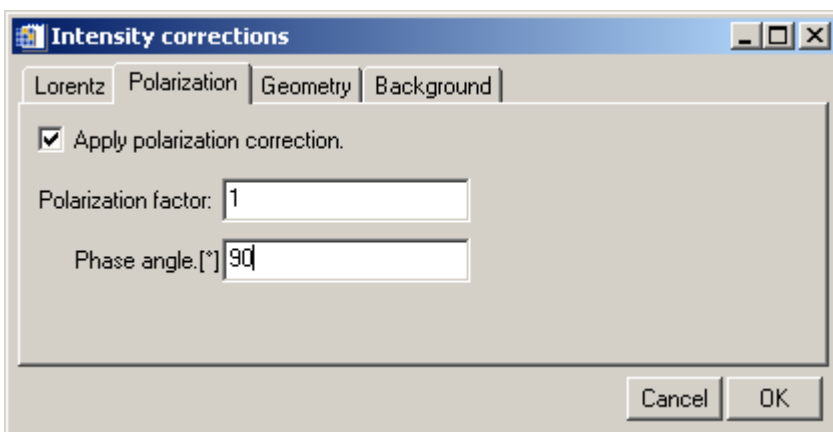 Intensity corrections
Lorentz Polarization Geometry Background
Apply polarization correction.
Polarization factor: 1
Phase angle.[°] 90
Cancel OK